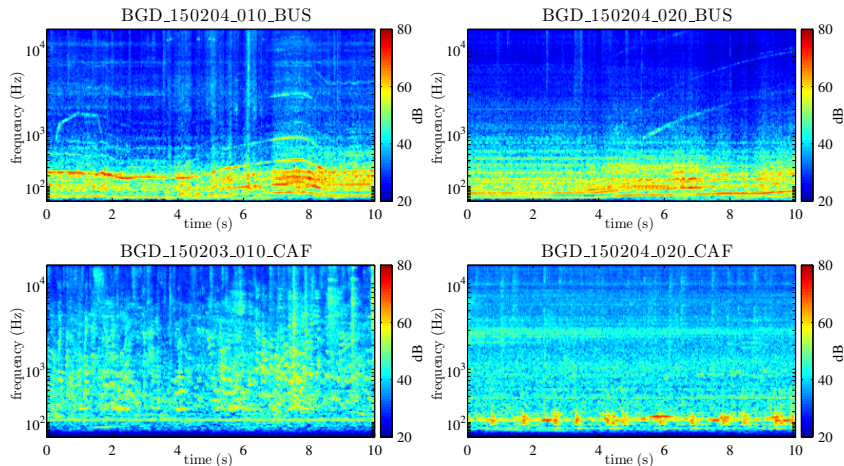 BGD_150204_010_BUS
frequency (Hz)
10^4
10^3
10^2
0 2 4 6 8 10
time (s)
80
60
40
20
dB
BGD_150204_020_BUS
frequency (Hz)
10^4
10^3
10^2
0 2 4 6 8 10
time (s)
80
60
40
20
dB
BGD_150203_010_CAF
frequency (Hz)
10^4
10^3
10^2
0 2 4 6 8 10
time (s)
80
60
40
20
dB
BGD_150204_020_CAF
frequency (Hz)
10^4
10^3
10^2
0 2 4 6 8 10
time (s)
80
60
40
20
dB